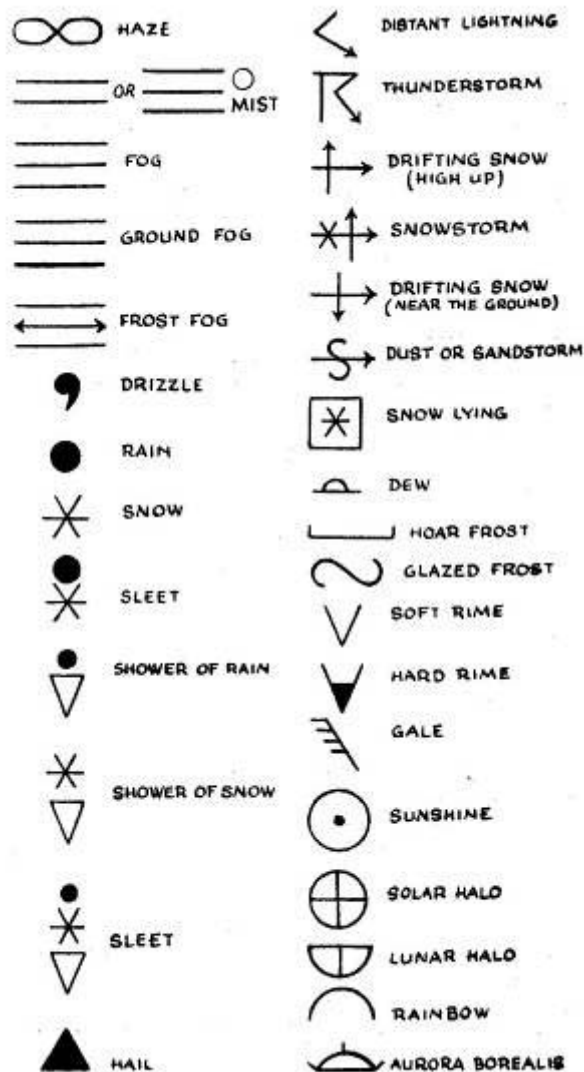 HAZE
OR
MIST
FOG
GROUND FOG
FROST FOG
DRIZZLE
RAIN
SNOW
SLEET
SHOWER OF RAIN
SHOWER OF SNOW
SLEET
HAIL
DISTANT LIGHTNING
THUNDERSTORM
DRIFTING SNOW
(HIGH UP)
SNOWSTORM
DRIFTING SNOW
(NEAR THE GROUND)
DUST OR SANDSTORM
SNOW LYING
DEW
HOAR FROST
GLAZED FROST
SOFT RIME
HARD RIME
GALE
SUNSHINE
SOLAR HALO
LUNAR HALO
RAINBOW
AURORA BOREALIS